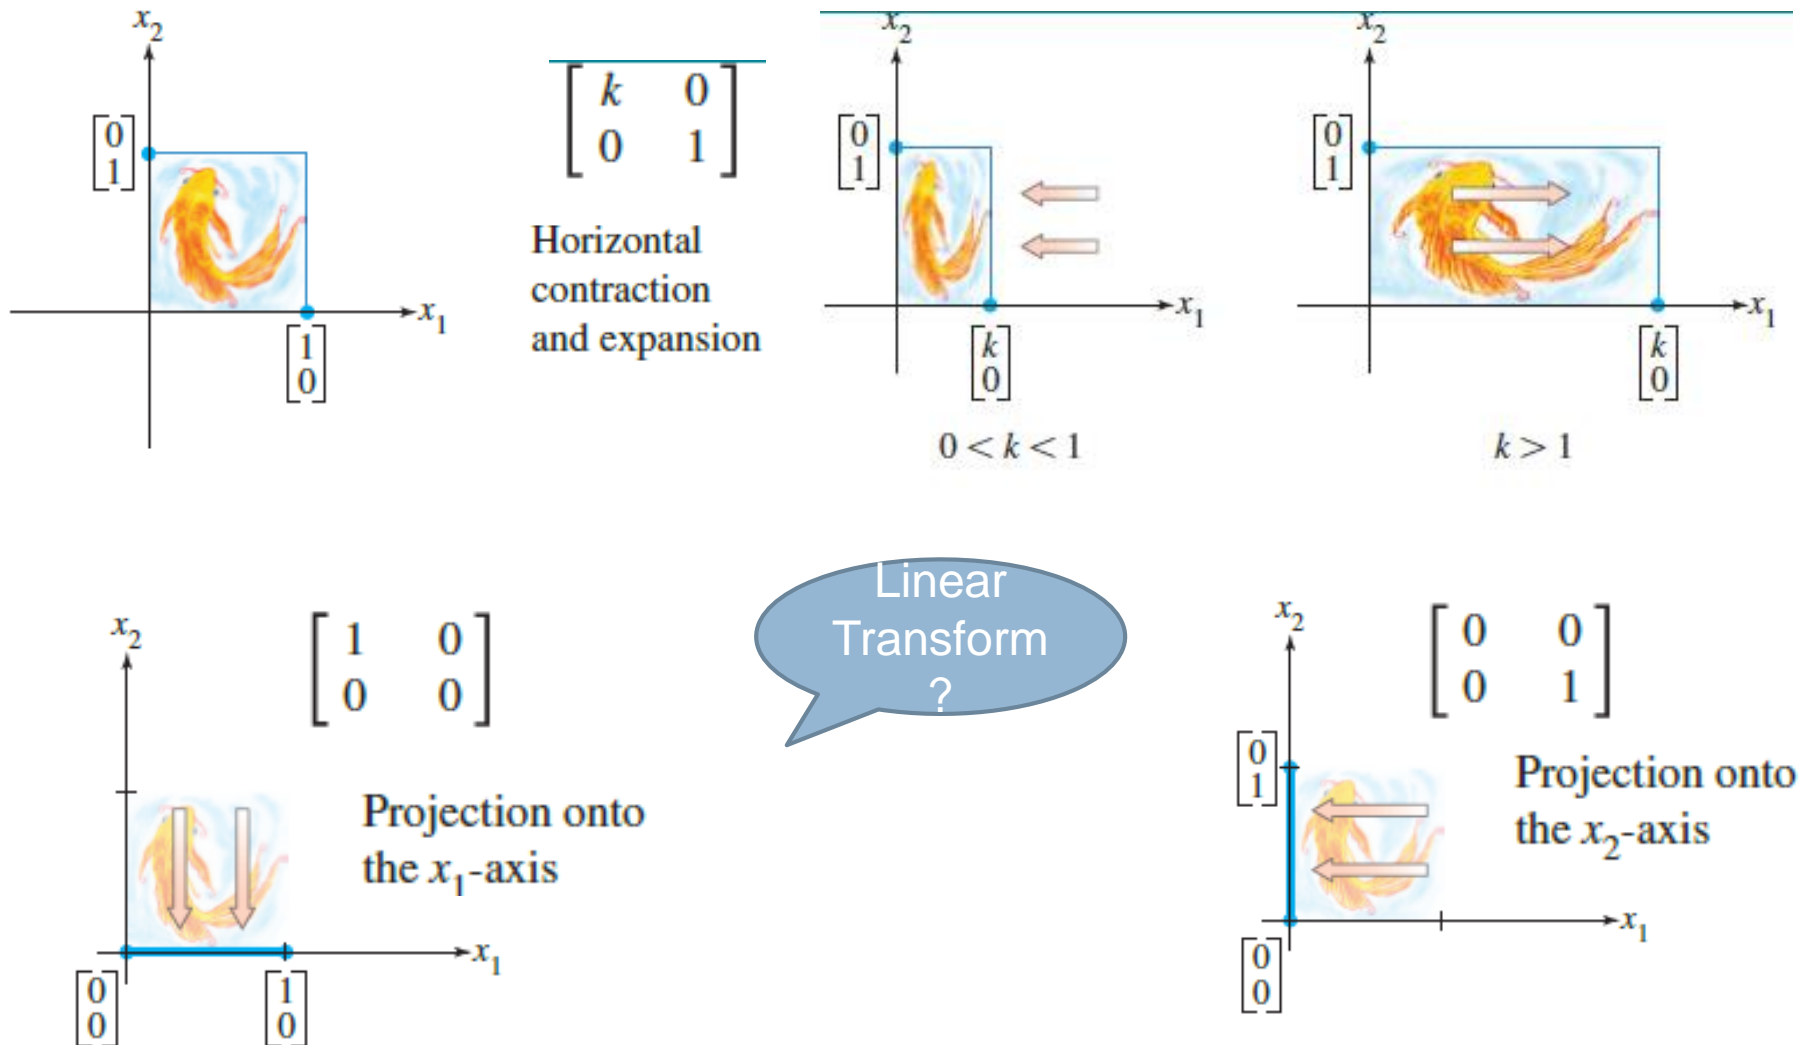 x₂
[0 1]
x₁
[1 0]
[k 0
0 1]
Horizontal
contraction
and expansion
x₂
[0 1]
x₁
[k 0]
0 < k < 1
x₂
[0 1]
x₁
[k 0]
k > 1
x₂
[1 0
0 0]
Projection onto
the x₁-axis
x₁
[0 0]
[1 0]
Linear
Transform
?
x₂
[0 0
0 1]
[0 1]
Projection onto
the x₂-axis
x₁
[0 0]